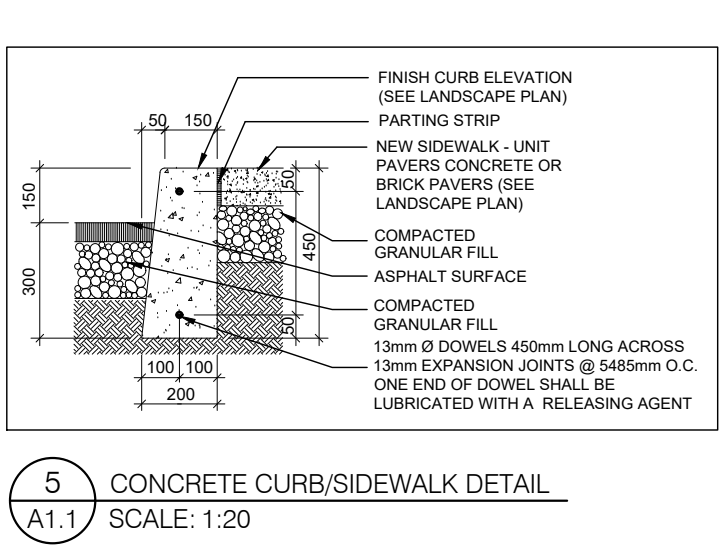 FINISH CURB ELEVATION
(SEE LANDSCAPE PLAN)
PARTING STRIP
NEW SIDEWALK - UNIT
PAVERS CONCRETE OR
BRICK PAVERS (SEE
LANDSCAPE PLAN)
COMPACTED
GRANULAR FILL
ASPHALT SURFACE
COMPACTED
GRANULAR FILL
13mm Ø DOWELS 450mm LONG ACROSS
13mm EXPANSION JOINTS @ 5485mm O.C.
ONE END OF DOWEL SHALL BE
LUBRICATED WITH A RELEASING AGENT
50 150
150
300
50
450
50
100 100
200
5
A1.1
CONCRETE CURB/SIDEWALK DETAIL
SCALE: 1:20